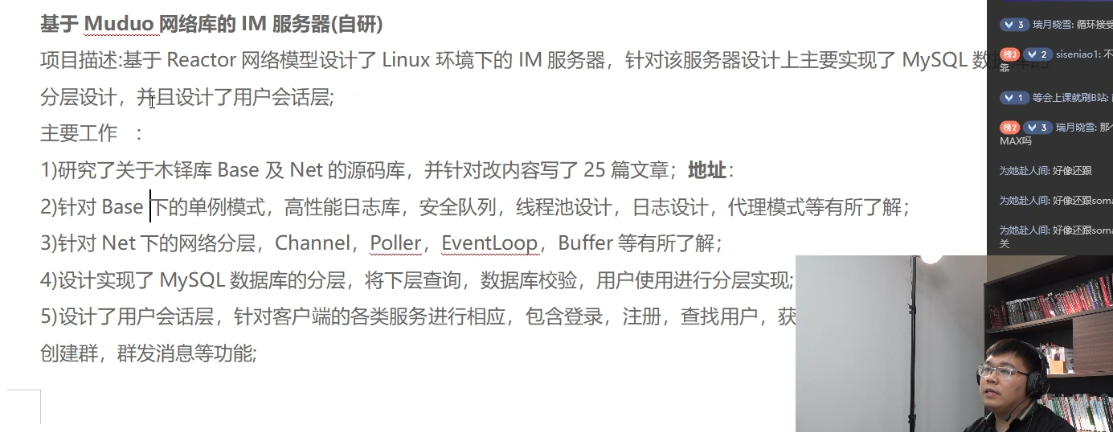 基于 Muduo 网络库的 IM 服务器(自研)
项目描述:基于 Reactor 网络模型设计了 Linux 环境下的 IM 服务器，针对该服务器设计上主要实现了 MySQL 数据库的
分层设计，并且设计了用户会话层;
主要工作 ：
1)研究了关于木铎库 Base 及 Net 的源码库，并针对改内容写了 25 篇文章；地址：
2)针对 Base 下的单例模式，高性能日志库，安全队列，线程池设计，日志设计，代理模式等有所了解；
3)针对 Net 下的网络分层，Channel，Poller，EventLoop，Buffer 等有所了解；
4)设计实现了 MySQL 数据库的分层，将下层查询，数据库校验，用户使用进行分层实现;
5)设计了用户会话层，针对客户端的各类服务进行相应，包含登录，注册，查找用户，获
创建群，群发消息等功能;
3 瑞月晓雪: 循环接受
榜3 2 siseniao1: 不
靠
1 等会上课就刷B站:
榜2 3 瑞月晓雪: 那个
MAX吗
为她赴人间: 好像还跟
为她赴人间: 好像还跟soma
为她赴人间: 好像还跟soma
关